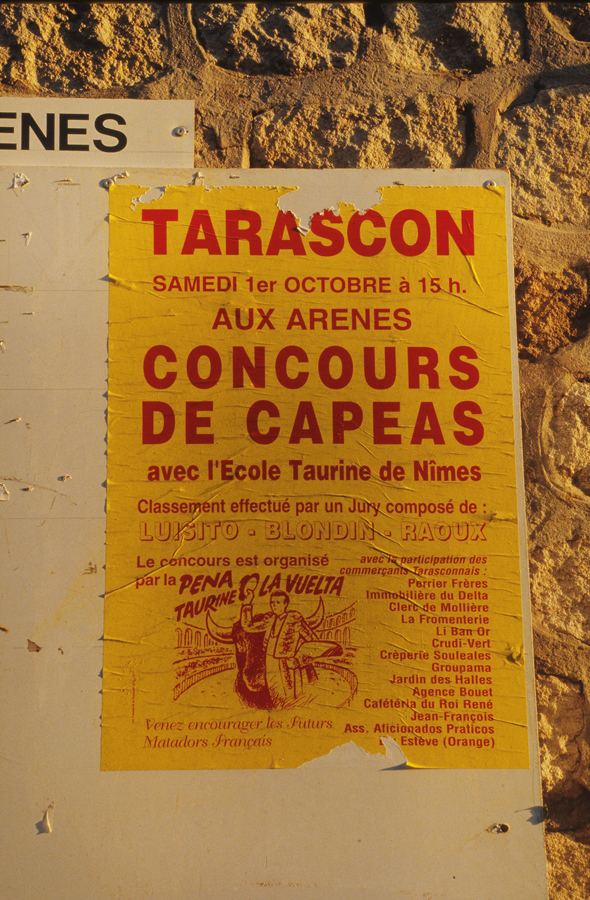 ENES
TARASCON
SAMEDI 1er OCTOBRE à 15 h.
AUX ARENES
CONCOURS
DE CAPEAS
avec l'Ecole Taurine de Nîmes
Classement effectué par un Jury composé de :
LUISITO - BLONDIN - RAOUX
Le concours est organisé
par la PENA
TAURINE LA VUELTA
Venez encourager les Futurs
Matadors Français
avec la participation des
commerçants Tarasconnais :
Perrier Frères
Immobilière du Delta
Clerc de Mollière
La Fromenterie
Li Ban Or
Crudi-Vert
Crèperie Souleales
Groupama
Jardin des Halles
Agence Bouet
Cafétéria du Roi René
Jean-François
Ass. Aficionados Praticos
Estève (Orange)